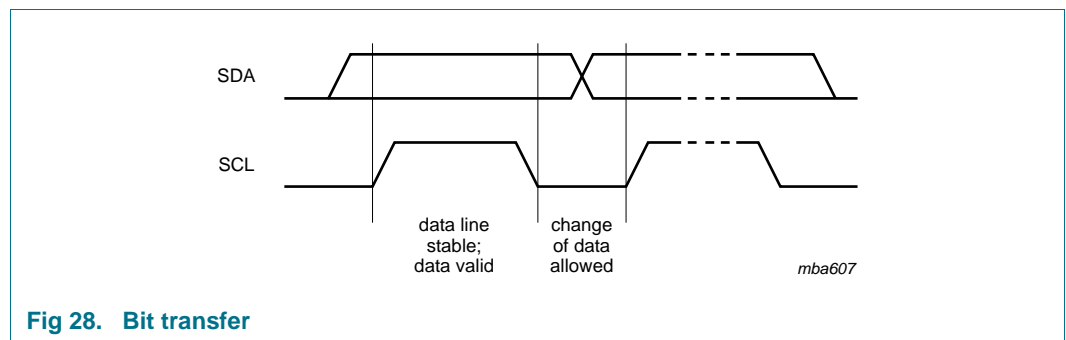 SDA
SCL
data line
stable;
data valid
change
of data
allowed
mba607
Fig 28. Bit transfer